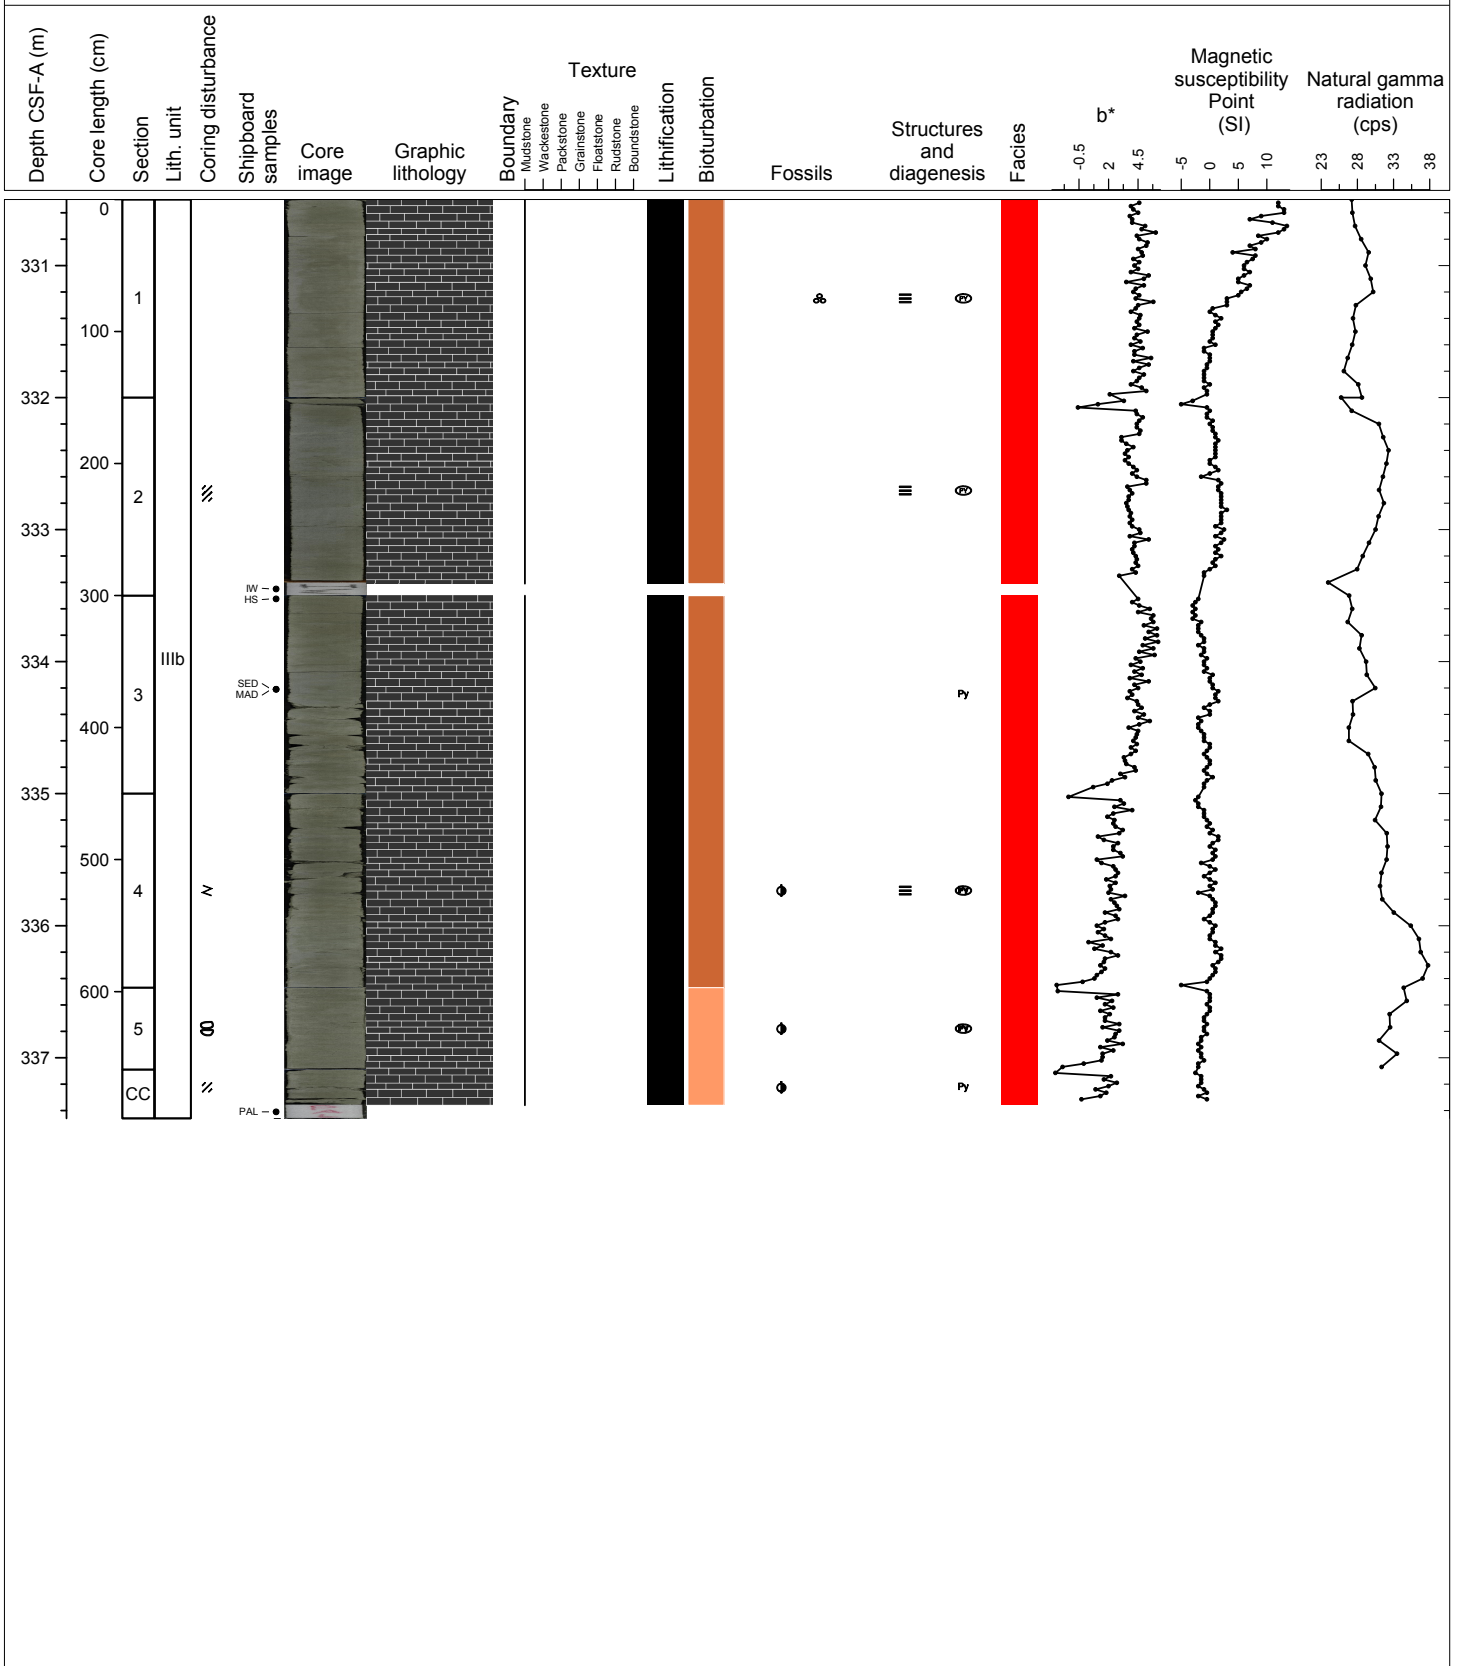 Depth CSF-A (m)
Core length (cm)
Section
Lith. unit
Coring disturbance
Shipboard
samples
Core
image
Graphic
lithology
Boundary
Texture
Mudstone
Wackestone
Packstone
Grainstone
Floatstone
Rudstone
Boundstone
Lithification
Bioturbation
Fossils
Structures
and
diagenesis
Facies
b*
-0.5
2
4.5
Magnetic
susceptibility
Point
(SI)
-5
0
5
10
Natural gamma
radiation
(cps)
23
28
33
38
331
332
333
334
335
336
337
0
100
200
300
400
500
600
1
2
3
4
5
CC
IIIb
IW
HS
SED
MAD
PAL
PY
PY
Py
PY
PY
Py